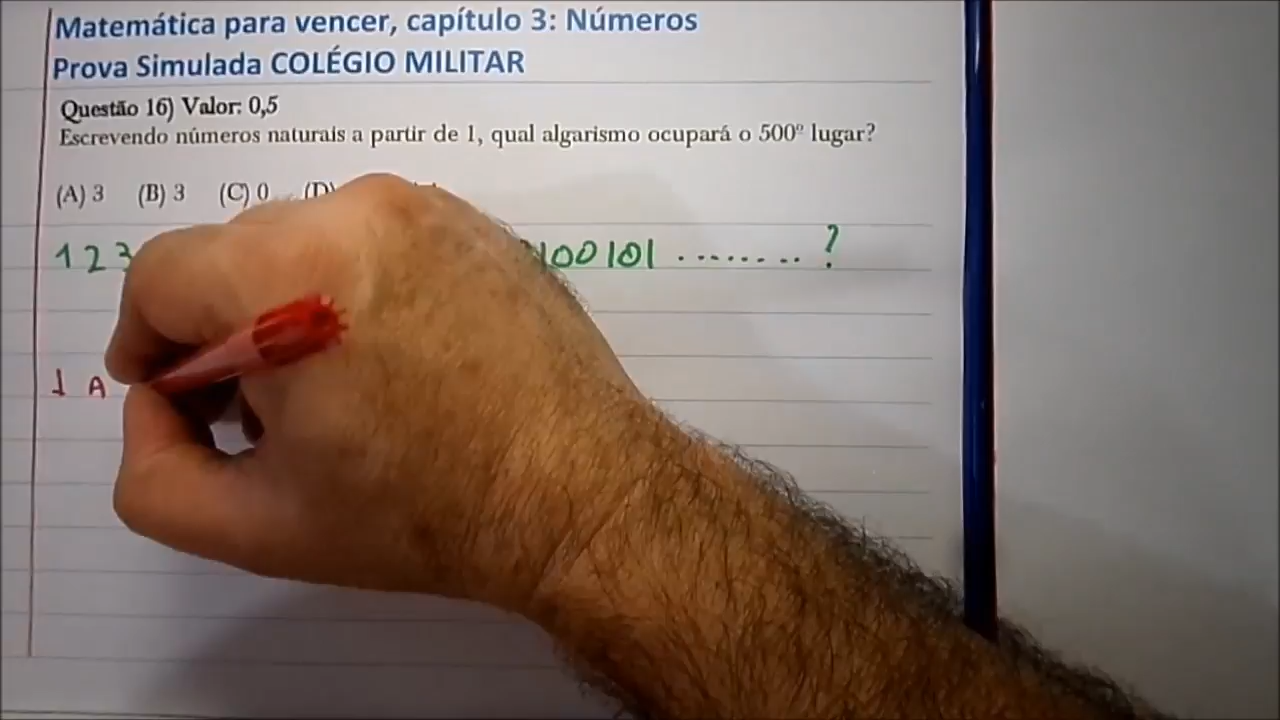 Matemática para vencer, capítulo 3: Números
Prova Simulada COLÉGIO MILITAR
Questão 16) Valor: 0,5
Escrevendo números naturais a partir de 1, qual algarismo ocupará o 500º lugar?
(A) 3 (B) 3 (C) 0 (D)
1 2 3 100 101 ........ ?
1 A